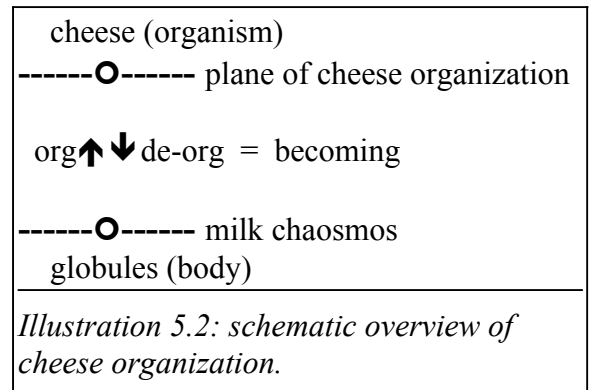 cheese (organism)
------O------ plane of cheese organization
org🡹 🡻 de-org = becoming
------O------ milk chaosmos
globules (body)
Illustration 5.2: schematic overview of
cheese organization.